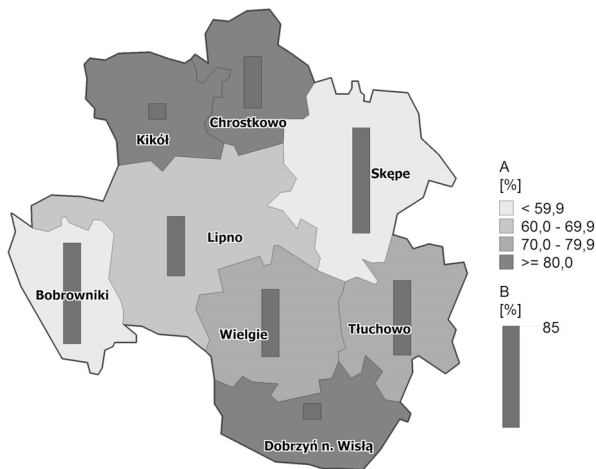 Chrostkowo
Kikół
Skępe
Lipno
Bobrowniki
Wielgie
Tłuchowo
Dobrzyń n. Wisłą
A
[%]
< 59,9
60,0 - 69,9
70,0 - 79,9
>= 80,0
B
[%]
85